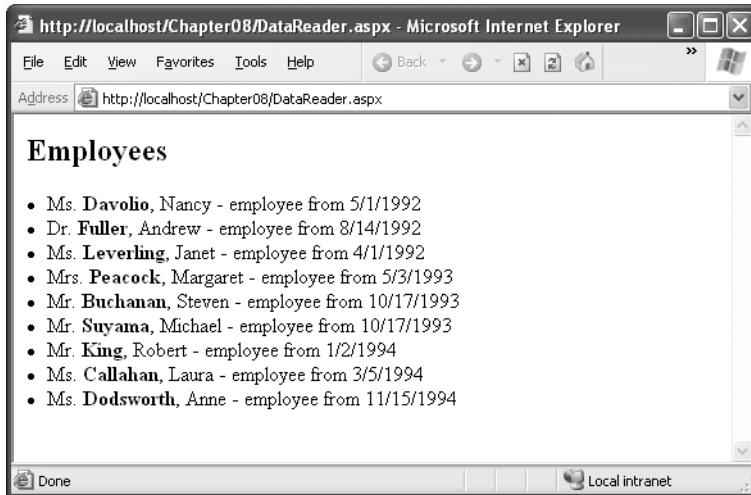 http://localhost/Chapter08/DataReader.aspx - Microsoft Internet Explorer
File Edit View Favorites Tools Help Back »
Address http://localhost/Chapter08/DataReader.aspx
Employees
• Ms. Davolio, Nancy - employee from 5/1/1992
• Dr. Fuller, Andrew - employee from 8/14/1992
• Ms. Leverling, Janet - employee from 4/1/1992
• Mrs. Peacock, Margaret - employee from 5/3/1993
• Mr. Buchanan, Steven - employee from 10/17/1993
• Mr. Suyama, Michael - employee from 10/17/1993
• Mr. King, Robert - employee from 1/2/1994
• Ms. Callahan, Laura - employee from 3/5/1994
• Ms. Dodsworth, Anne - employee from 11/15/1994
Done Local intranet